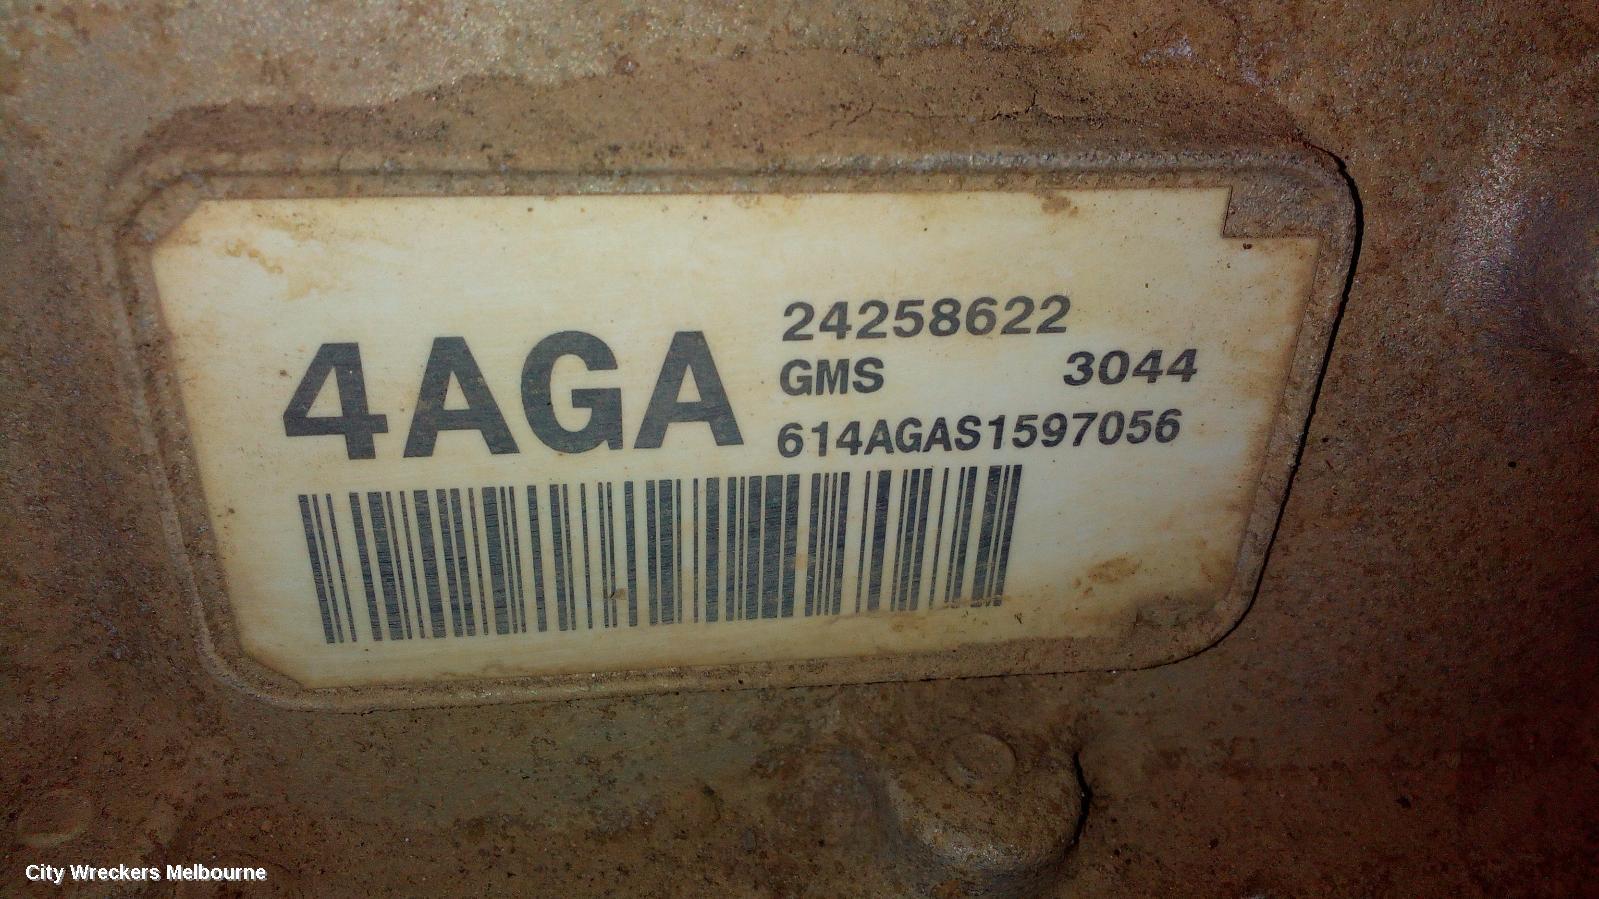 4AGA
24258622
GMS 3044
614AGAS1597056
City Wreckers Melbourne